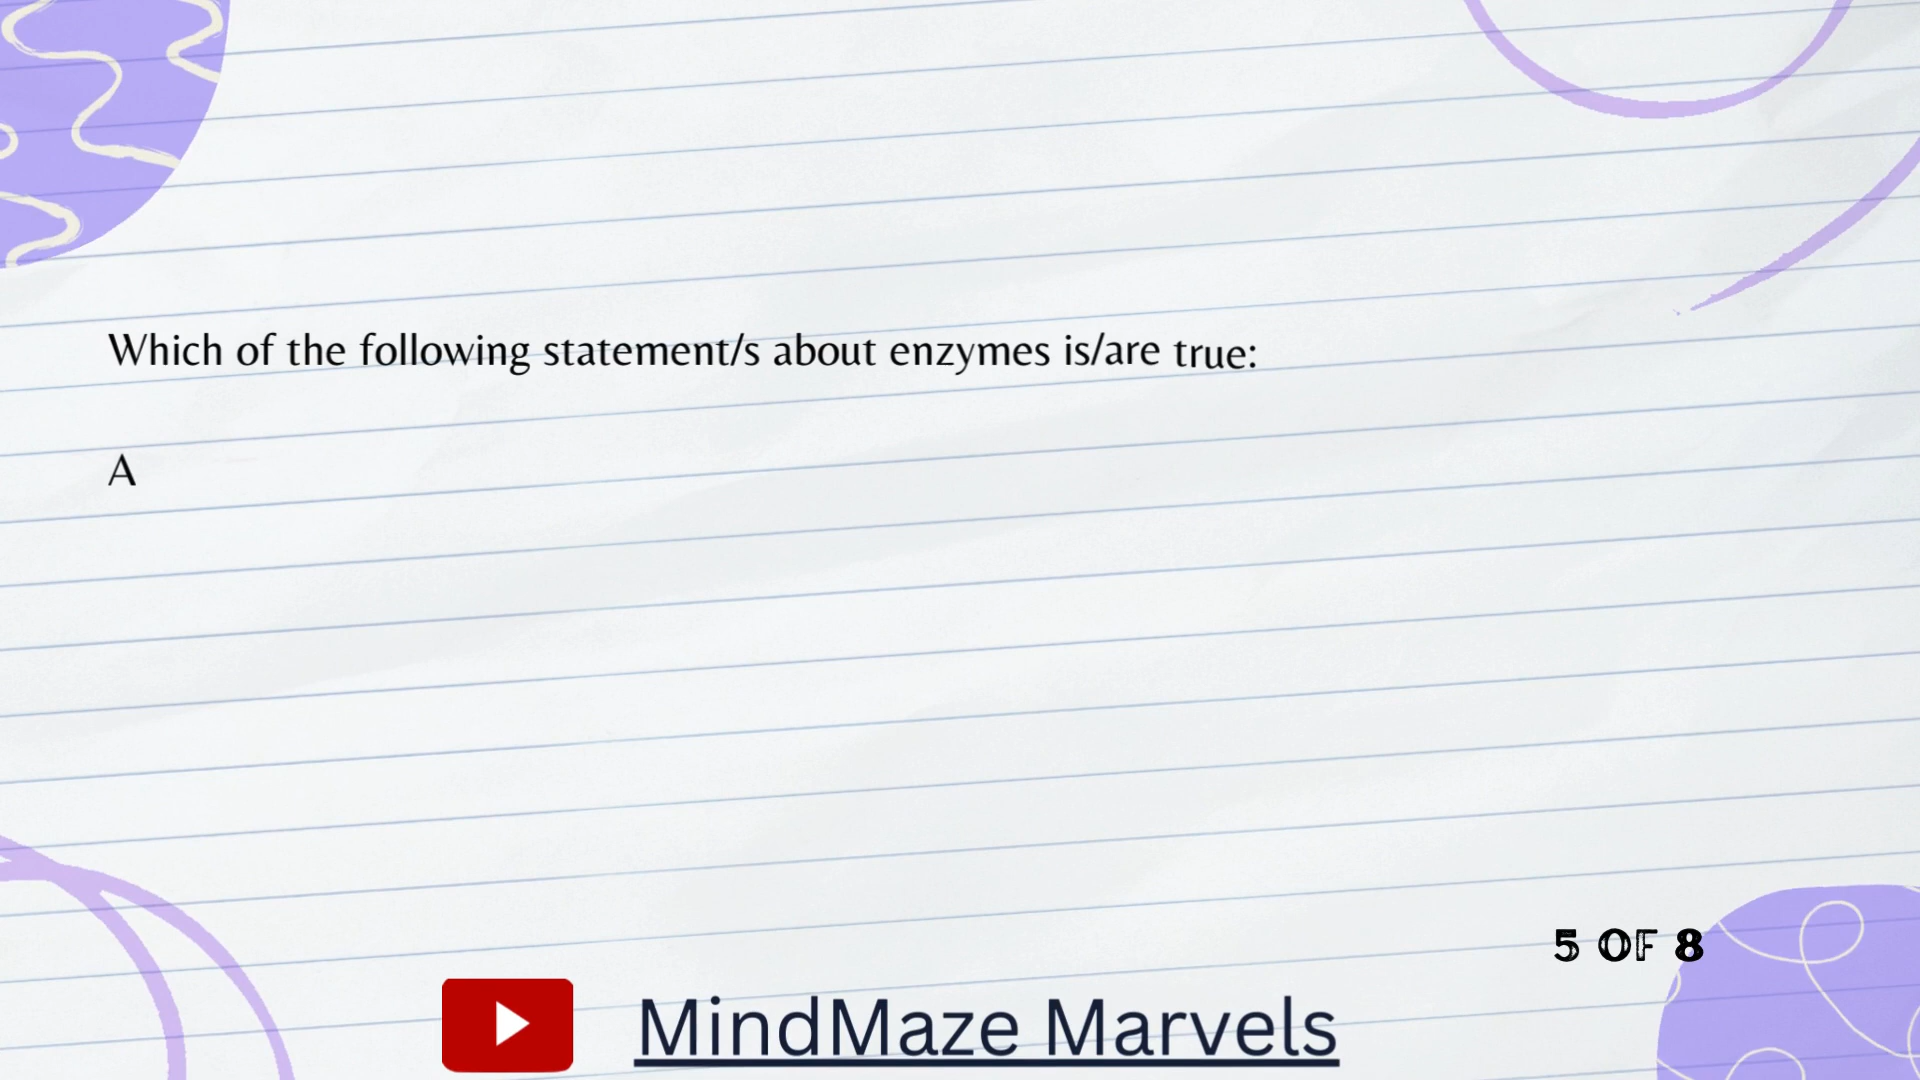 Which of the following statement/s about enzymes is/are true:
A
5 OF 8
MindMaze Marvels